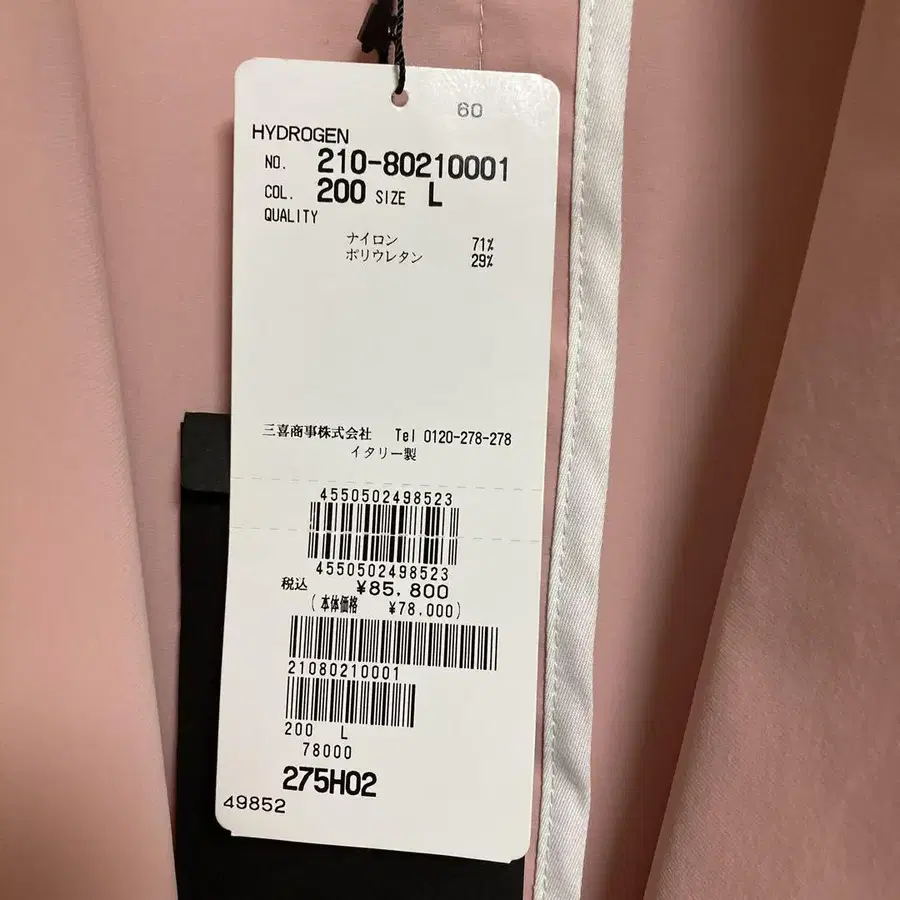 60
HYDROGEN
NO. 210-80210001
COL. 200 SIZE L
QUALITY
ナイロン 71%
ポリウレタン 29%
三喜商事株式会社 Tel 0120-278-278
イタリー製
4550502498523
4550502498523
税込 ¥85.800
(本体価格 ¥78.000)
21080210001
200 L
78000
275H02
49852